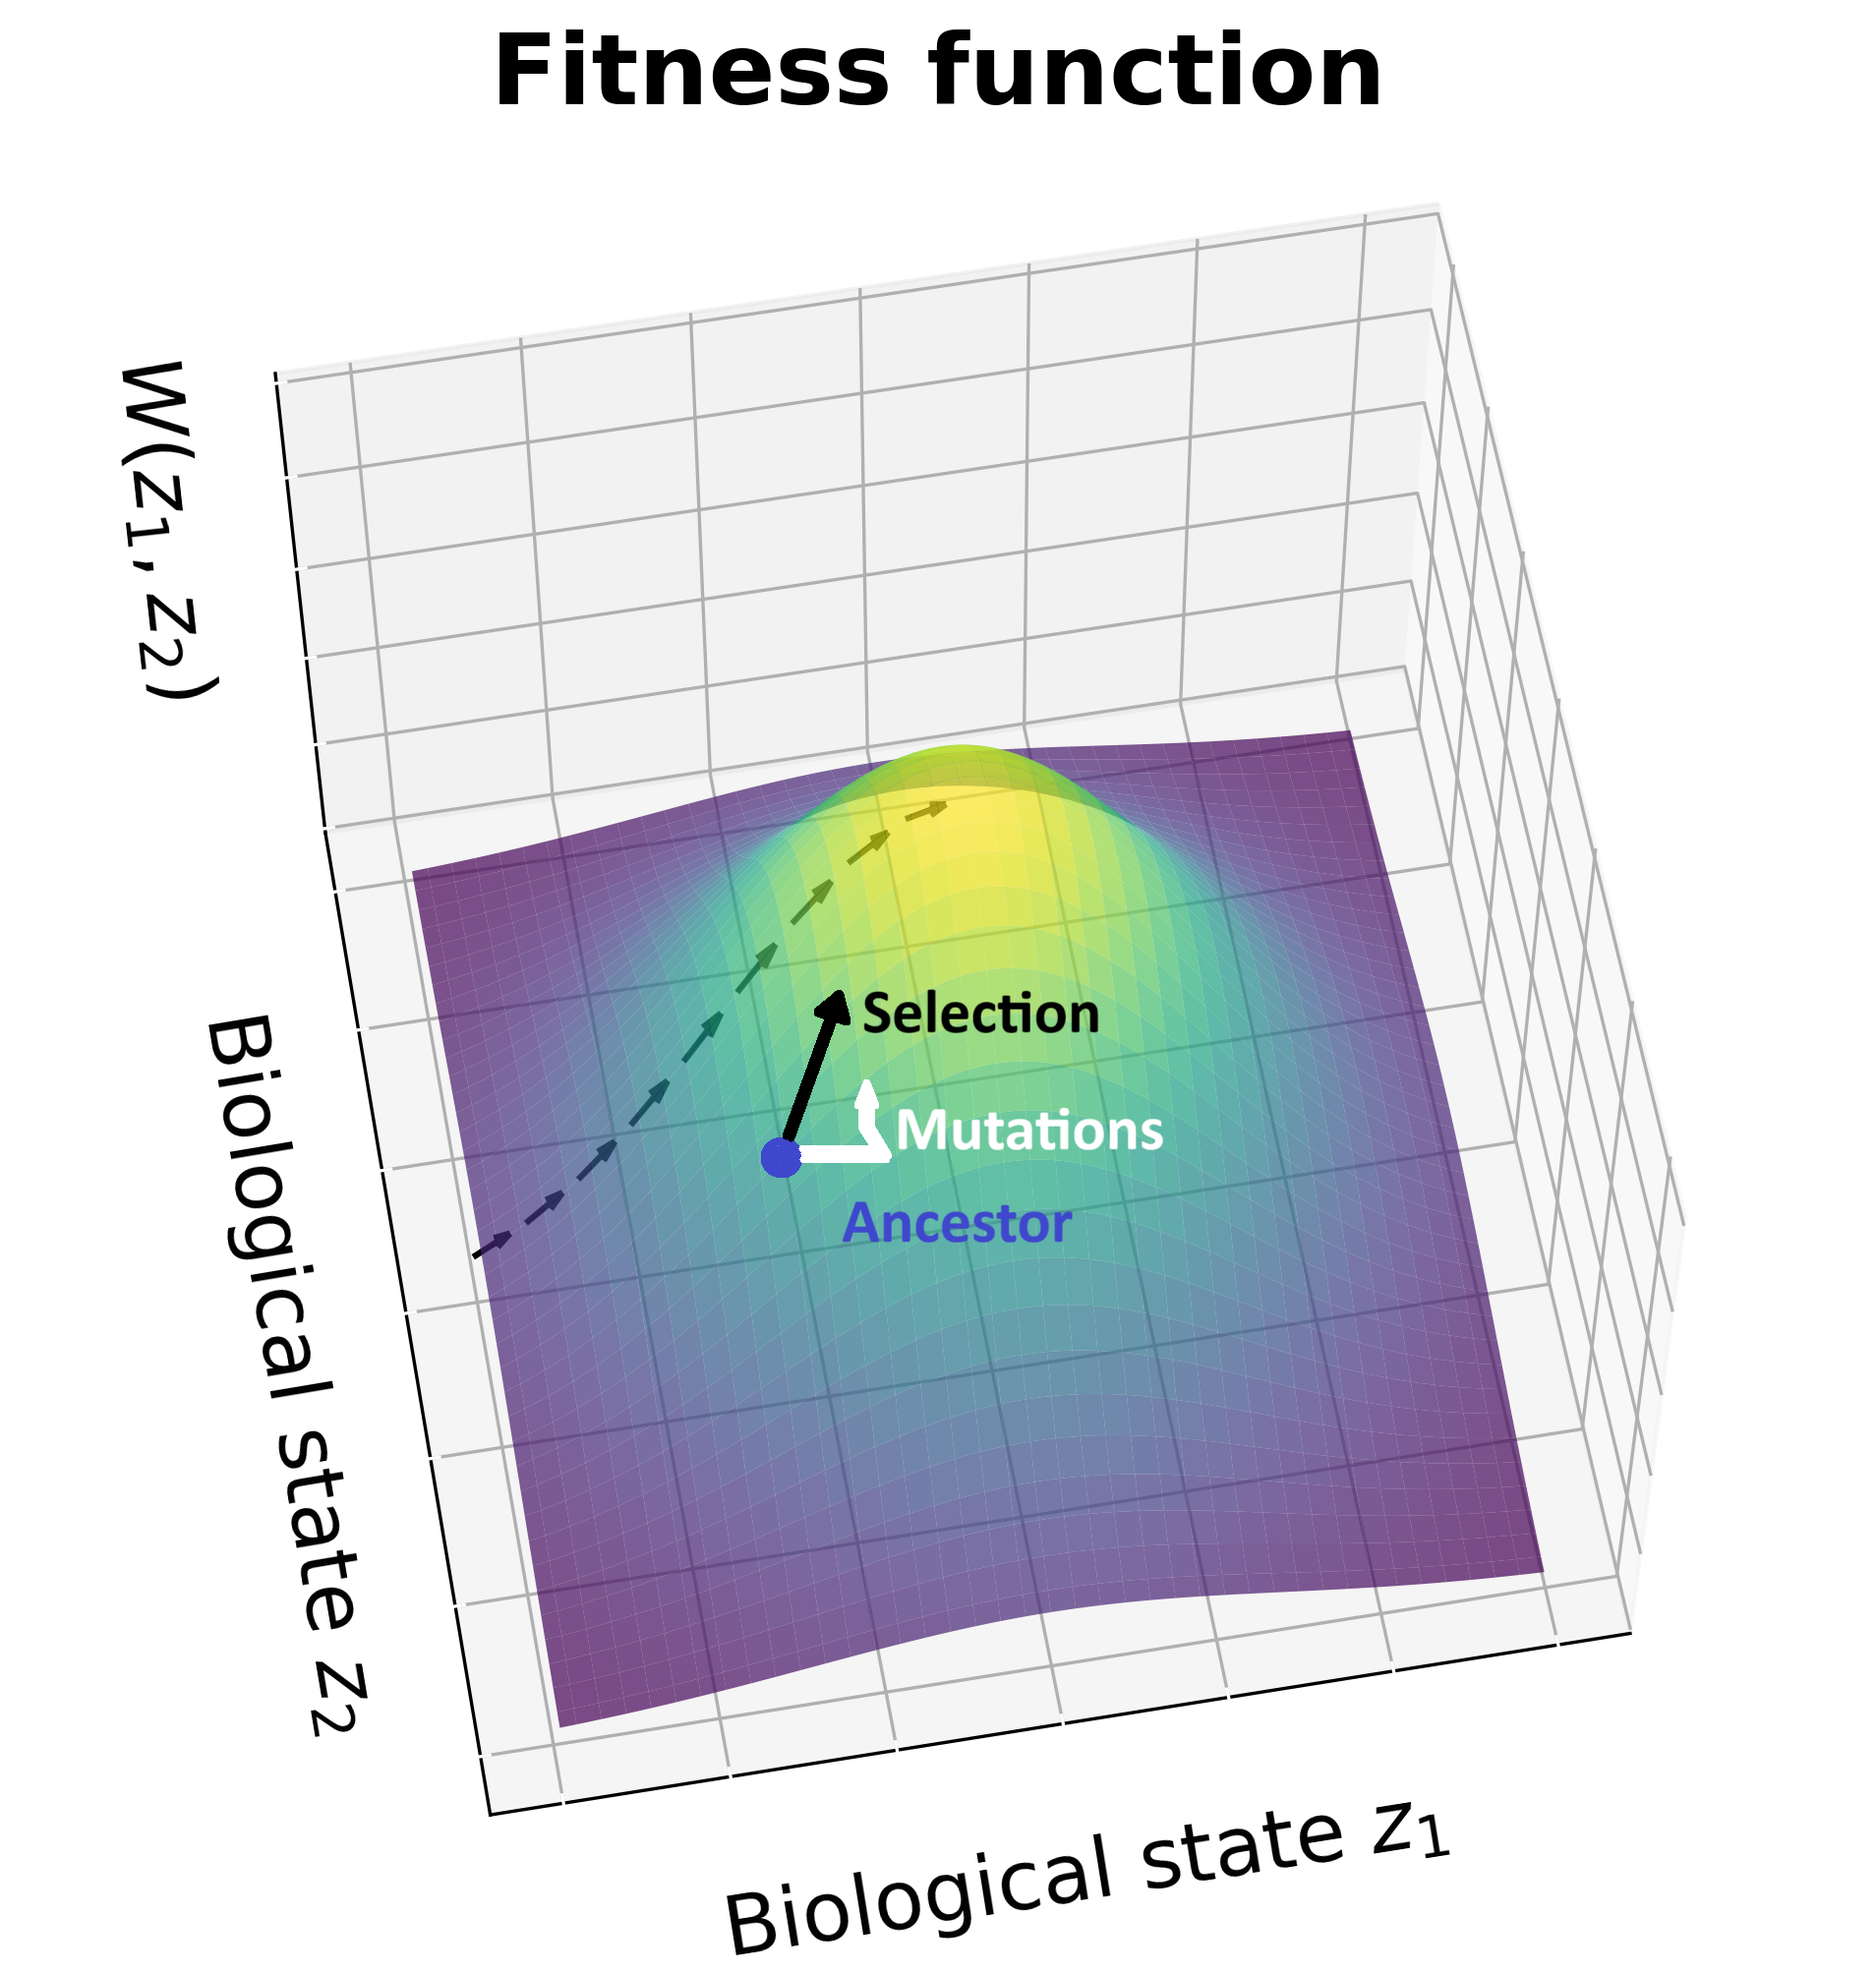 Fitness function
W(z₁, z₂)
Selection
Mutations
Ancestor
Biological state z₂
Biological state z₁